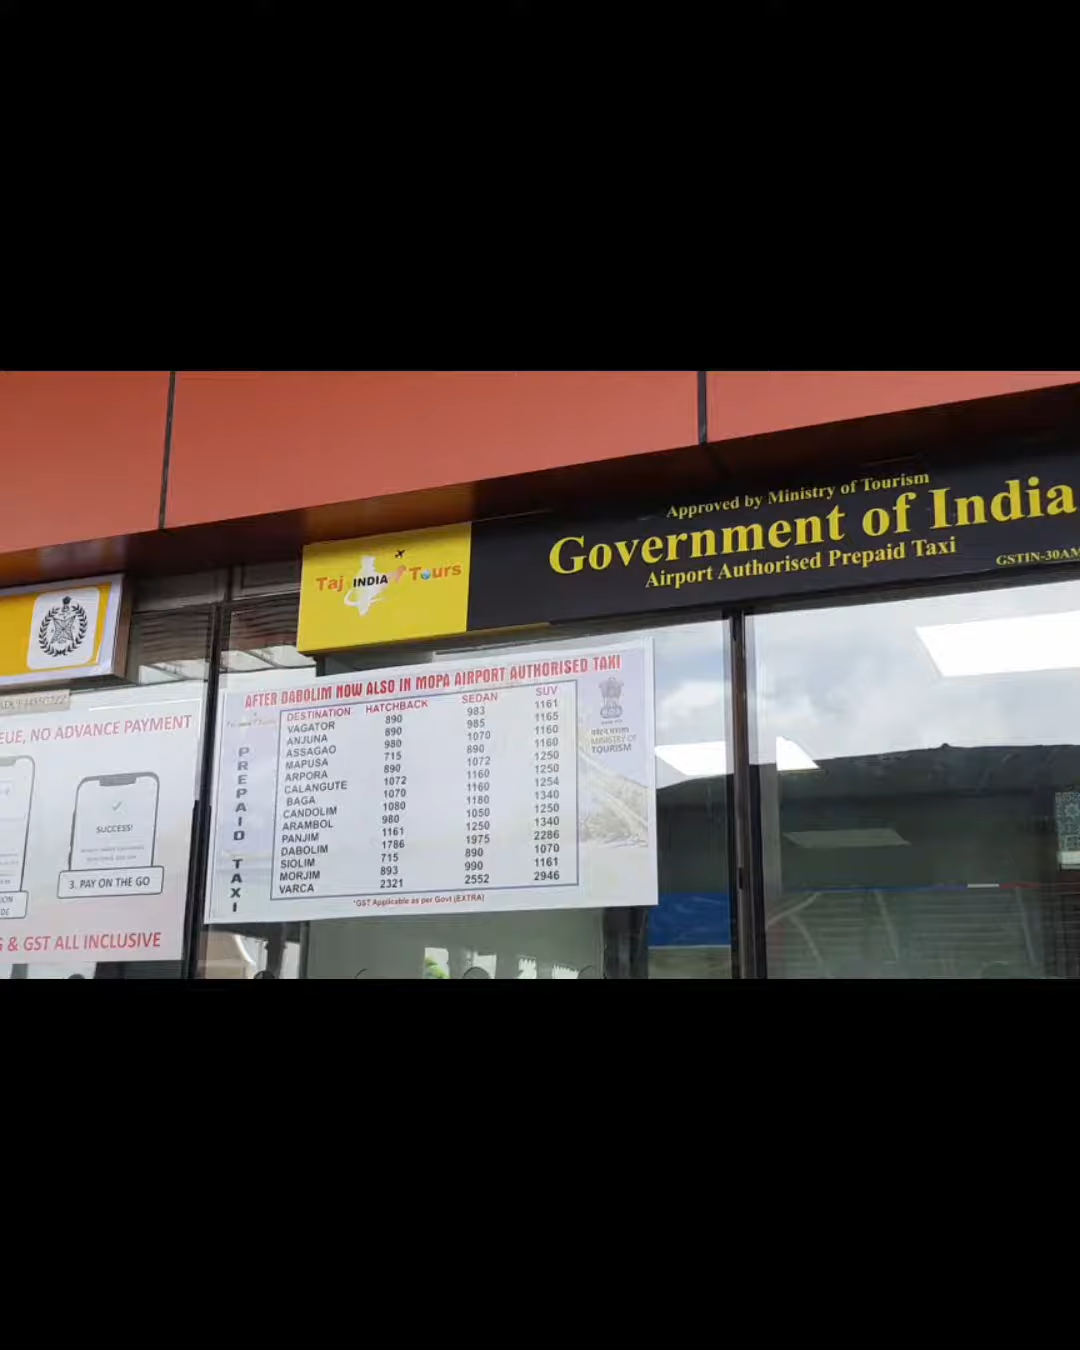 Approved by Ministry of Tourism
Government of India
Airport Authorised Prepaid Taxi
GSTIN-30AM
Taj INDIA Tours
EUE, NO ADVANCE PAYMENT
SUCCESS!
3. PAY ON THE GO
& GST ALL INCLUSIVE
AFTER DABOLIM NOW ALSO IN MOPA AIRPORT AUTHORISED TAXI
PREPAID TAXI
DESTINATION HATCHBACK SEDAN SUV
VAGATOR 890 983 1161
ANJUNA 890 985 1165
ASSAGAO 980 1070 1160
MAPUSA 715 890 1160
ARPORA 890 1072 1250
CALANGUTE 1072 1160 1250
BAGA 1070 1160 1254
CANDOLIM 1080 1180 1340
ARAMBOL 980 1050 1250
PANJIM 1161 1250 1340
DABOLIM 1786 1975 2286
SIOLIM 715 890 1070
MORJIM 893 990 1161
VARCA 2321 2552 2946
*GST Applicable as per Govt (EXTRA)
MINISTRY OF
TOURISM